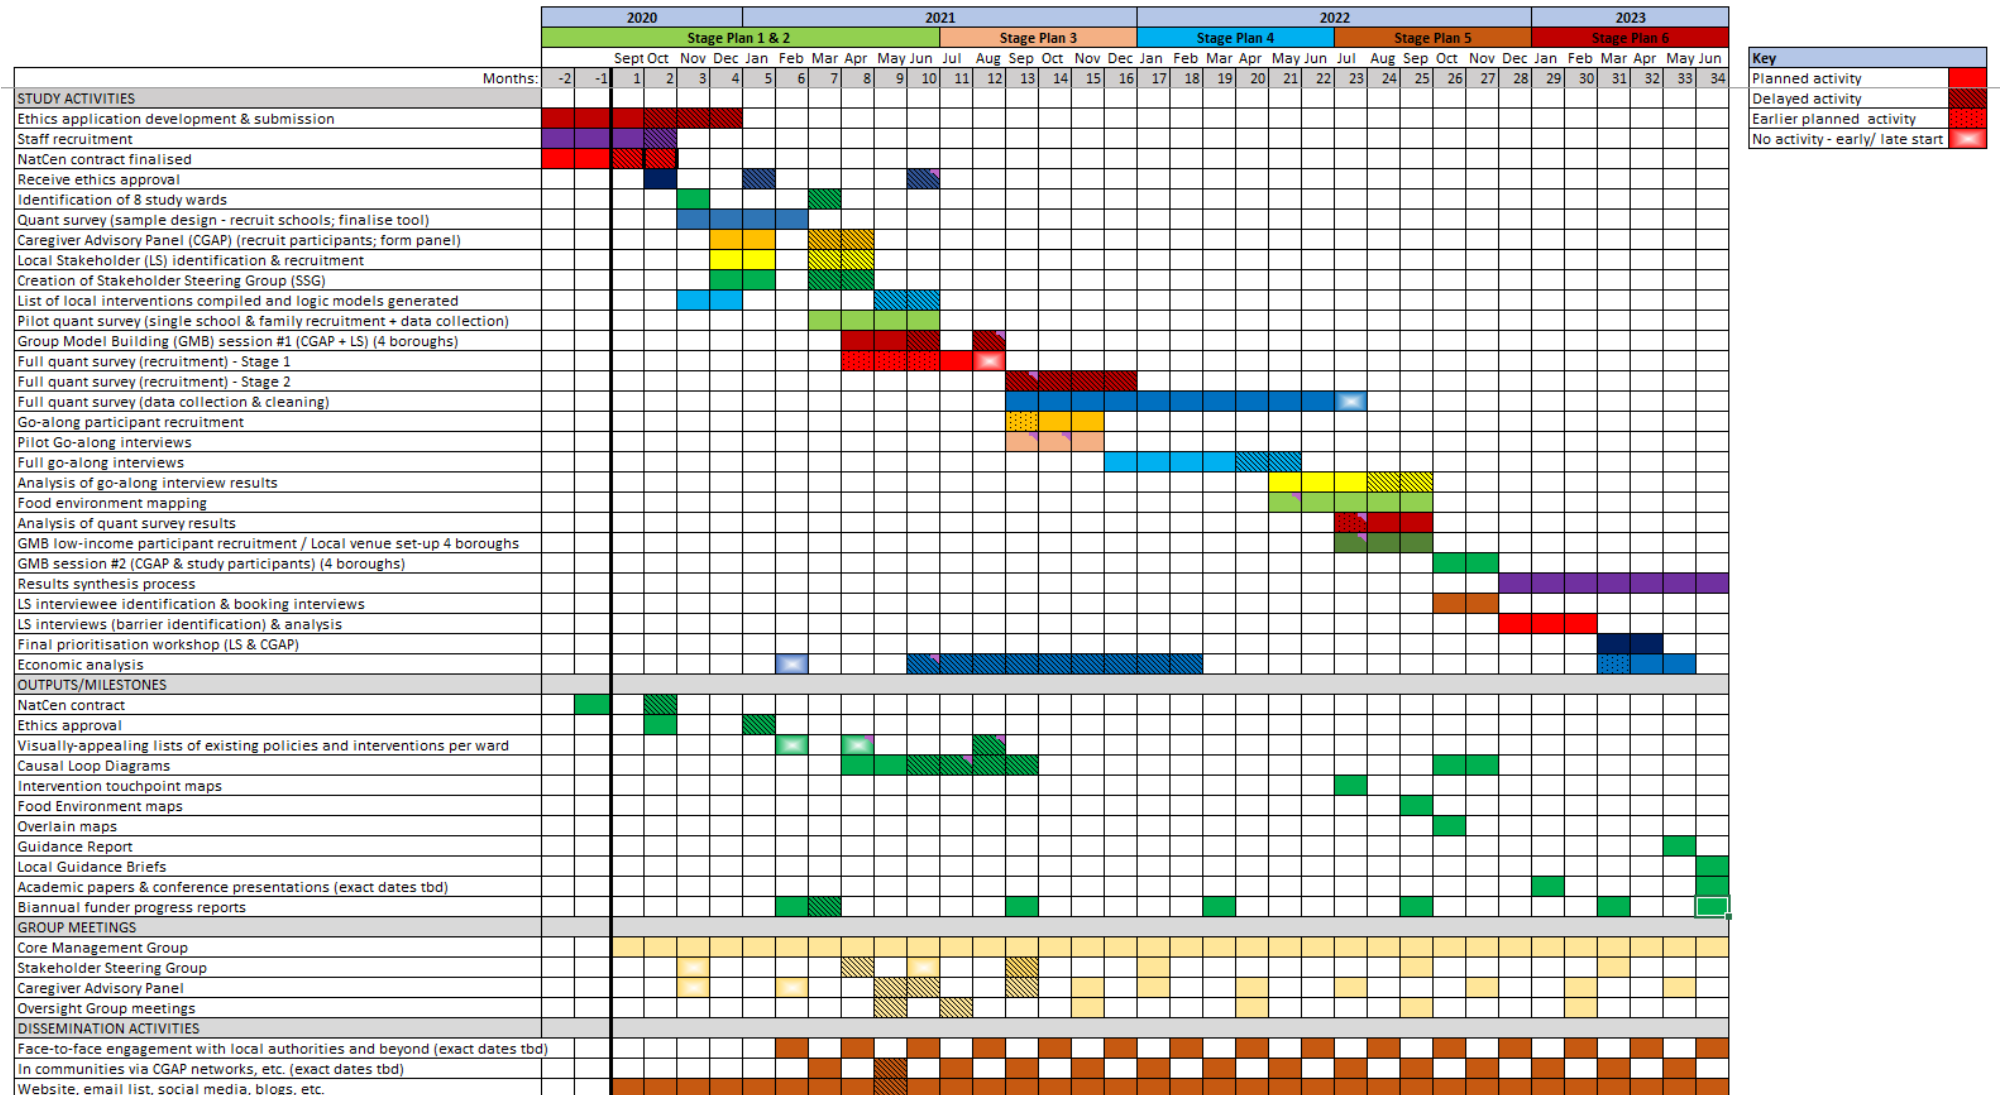 2020 2021 2022 2023
Stage Plan 1 & 2 Stage Plan 3 Stage Plan 4 Stage Plan 5 Stage Plan 6
Sept Oct Nov Dec Jan Feb Mar Apr May Jun Jul Aug Sep Oct Nov Dec Jan Feb Mar Apr May Jun Jul Aug Sep Oct Nov Dec Jan Feb Mar Apr May Jun
Months: -2 -1 1 2 3 4 5 6 7 8 9 10 11 12 13 14 15 16 17 18 19 20 21 22 23 24 25 26 27 28 29 30 31 32 33 34
STUDY ACTIVITIES
Ethics application development & submission
Staff recruitment
NatCen contract finalised
Receive ethics approval
Identification of 8 study wards
Quant survey (sample design - recruit schools; finalise tool)
Caregiver Advisory Panel (CGAP) (recruit participants; form panel)
Local Stakeholder (LS) identification & recruitment
Creation of Stakeholder Steering Group (SSG)
List of local interventions compiled and logic models generated
Pilot quant survey (single school & family recruitment + data collection)
Group Model Building (GMB) session #1 (CGAP + LS) (4 boroughs)
Full quant survey (recruitment) - Stage 1
Full quant survey (recruitment) - Stage 2
Full quant survey (data collection & cleaning)
Go-along participant recruitment
Pilot Go-along interviews
Full go-along interviews
Analysis of go-along interview results
Food environment mapping
Analysis of quant survey results
GMB low-income participant recruitment / Local venue set-up 4 boroughs
GMB session #2 (CGAP & study participants) (4 boroughs)
Results synthesis process
LS interviewee identification & booking interviews
LS interviews (barrier identification) & analysis
Final prioritisation workshop (LS & CGAP)
Economic analysis
OUTPUTS/MILESTONES
NatCen contract
Ethics approval
Visually-appealing lists of existing policies and interventions per ward
Causal Loop Diagrams
Intervention touchpoint maps
Food Environment maps
Overlain maps
Guidance Report
Local Guidance Briefs
Academic papers & conference presentations (exact dates tbd)
Biannual funder progress reports
GROUP MEETINGS
Core Management Group
Stakeholder Steering Group
Caregiver Advisory Panel
Oversight Group meetings
DISSEMINATION ACTIVITIES
Face-to-face engagement with local authorities and beyond (exact dates tbd)
In communities via CGAP networks, etc. (exact dates tbd)
Website, email list, social media, blogs, etc.
Key
Planned activity
Delayed activity
Earlier planned activity
No activity - early/ late start